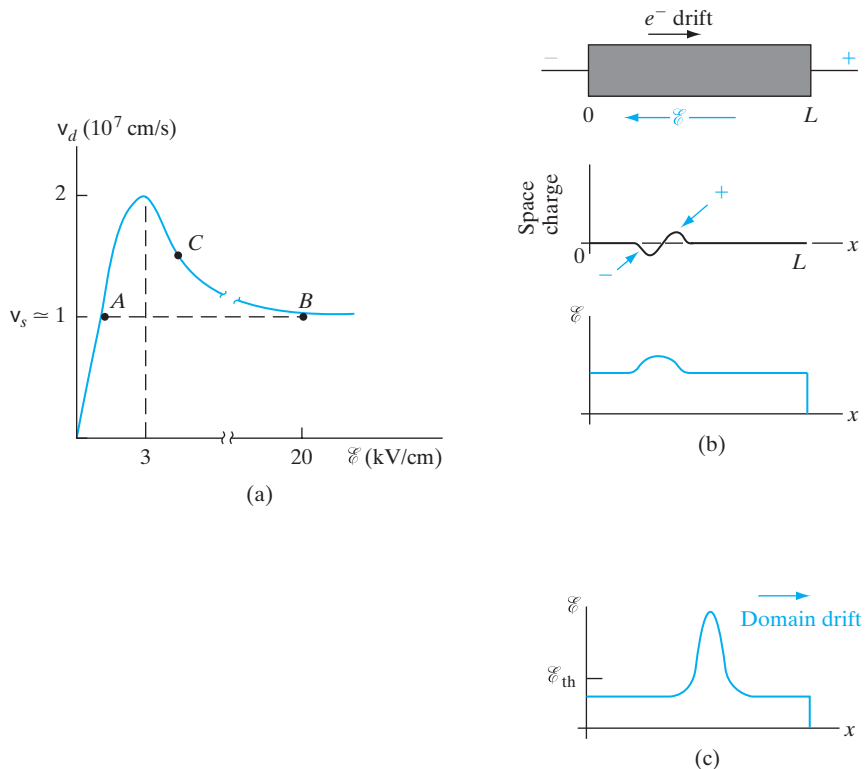 v_d (10^7 cm/s)
2
v_s ≃ 1
A
C
B
3
20
ℰ (kV/cm)
(a)
e^− drift
−
+
0
ℰ
L
Space
charge
+
−
0
L
x
ℰ
x
(b)
ℰ
Domain drift
ℰ_th
x
(c)